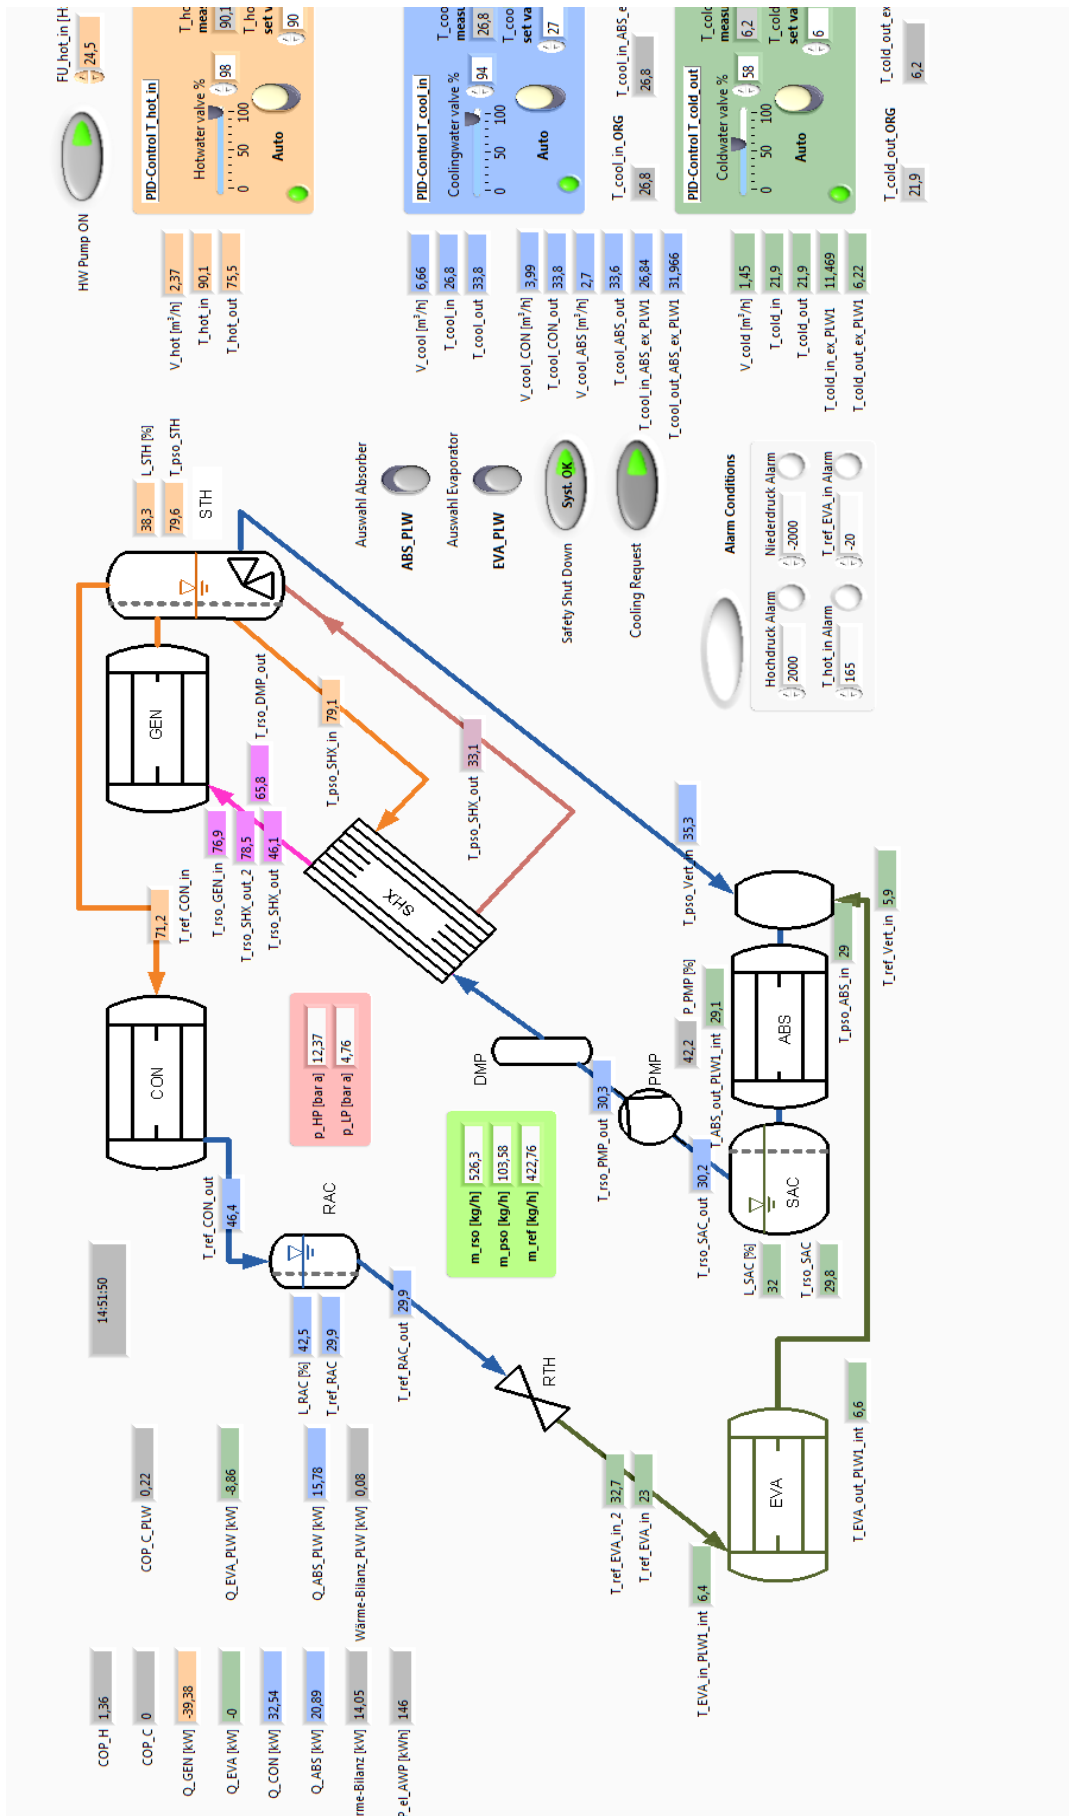 COP_H 1,36
COP_C 0
Q_GEN [kW] -39,38
Q_EVA [kW] -0
Q_CON [kW] 32,54
Q_ABS [kW] 20,89
rme-Bilanz [kW] 14,05
P_el_AWP [kWh] 146
COP_C_PLW 0,22
Q_EVA_PLW [kW] -8,86
Q_ABS_PLW [kW] 15,78
Wärme-Bilanz_PLW [kW] 0,08
14:51:50
CON
T_ref_CON_in
71,2
T_ref_CON_out
46,4
RAC
L_RAC [%] 42,5
T_ref_RAC 29,9
T_ref_RAC_out
29,9
p_HP [bar a] 12,37
p_LP [bar a] 4,76
m_rso [kg/h] 526,3
m_pso [kg/h] 103,58
m_ref [kg/h] 422,76
RTH
T_ref_EVA_in_2 32,7
T_ref_EVA_in 23
T_EVA_in_PLW1_int 6,4
EVA
T_EVA_out_PLW1_int 6,6
GEN
T_rso_GEN_in 76,9
T_rso_SHX_out_2 78,5
T_rso_SHX_out 46,1
T_rso_DMP_out
65,8
SHX
T_pso_SHX_in 79,1
T_pso_SHX_out
33,1
STH
38,3 L_STH [%]
79,6 T_pso_STH
DMP
PMP
T_rso_PMP_out
30,3
P_PMP [%]
42,2
T_ABS_out_PLW1_int 29,1
T_rso_SAC_out 30,2
SAC
L_SAC [%]
32
T_rso_SAC
29,8
ABS
T_pso_Vert_in 35,3
T_pso_ABS_in
29
T_ref_Vert_in 5,9
Auswahl Absorber
ABS_PLW
Auswahl Evaporator
EVA_PLW
Safety Shut Down
Syst. OK
Cooling Request
Alarm Conditions
Hochdruck Alarm
2000
Niederdruck Alarm
-2000
T_hot_in Alarm
165
T_ref_EVA_in Alarm
-20
V_hot [m³/h] 2,37
T_hot_in 90,1
T_hot_out 75,5
V_cool [m³/h] 6,66
T_cool_in 26,8
T_cool_out 33,8
V_cool_CON [m³/h] 3,99
T_cool_CON_out 33,8
V_cool_ABS [m³/h] 2,7
T_cool_ABS_out 33,6
T_cool_in_ABS_ex_PLW1 26,84
T_cool_out_ABS_ex_PLW1 31,966
V_cold [m³/h] 1,45
T_cold_in 21,9
T_cold_out 21,9
T_cold_in_ex_PLW1 11,469
T_cold_out_ex_PLW1 6,22
HW Pump ON
FU_hot_in [H
24,5
PID-Control T_hot_in
T_ho
mea
90,1
T_h
set v
90
Hotwater valve %
98
0 50 100
Auto
PID-Control T_cool_in
T_coo
meas
26,8
T_coo
set va
27
Coolingwater valve %
94
0 50 100
Auto
T_cool_in_ORG
26,8
T_cool_in_ABS_e
26,8
PID-Control T_cold_out
T_cold
measu
6,2
T_cold
set val
6
Coldwater valve %
58
0 50 100
Auto
T_cold_out_ORG
21,9
T_cold_out_ex
6,2